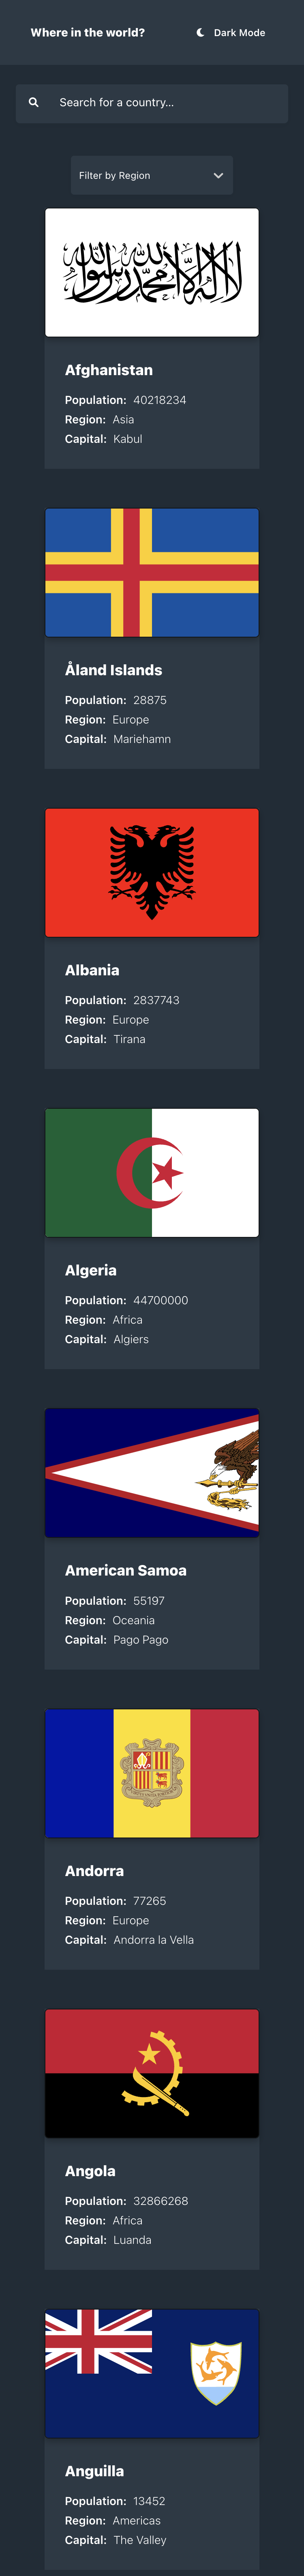 Where in the world?
Dark Mode
Search for a country...
Filter by Region
لا إله إلا الله محمد رسول الله
Afghanistan
Population: 40218234
Region: Asia
Capital: Kabul
Åland Islands
Population: 28875
Region: Europe
Capital: Mariehamn
Albania
Population: 2837743
Region: Europe
Capital: Tirana
Algeria
Population: 44700000
Region: Africa
Capital: Algiers
American Samoa
Population: 55197
Region: Oceania
Capital: Pago Pago
Andorra
Population: 77265
Region: Europe
Capital: Andorra la Vella
Angola
Population: 32866268
Region: Africa
Capital: Luanda
Anguilla
Population: 13452
Region: Americas
Capital: The Valley